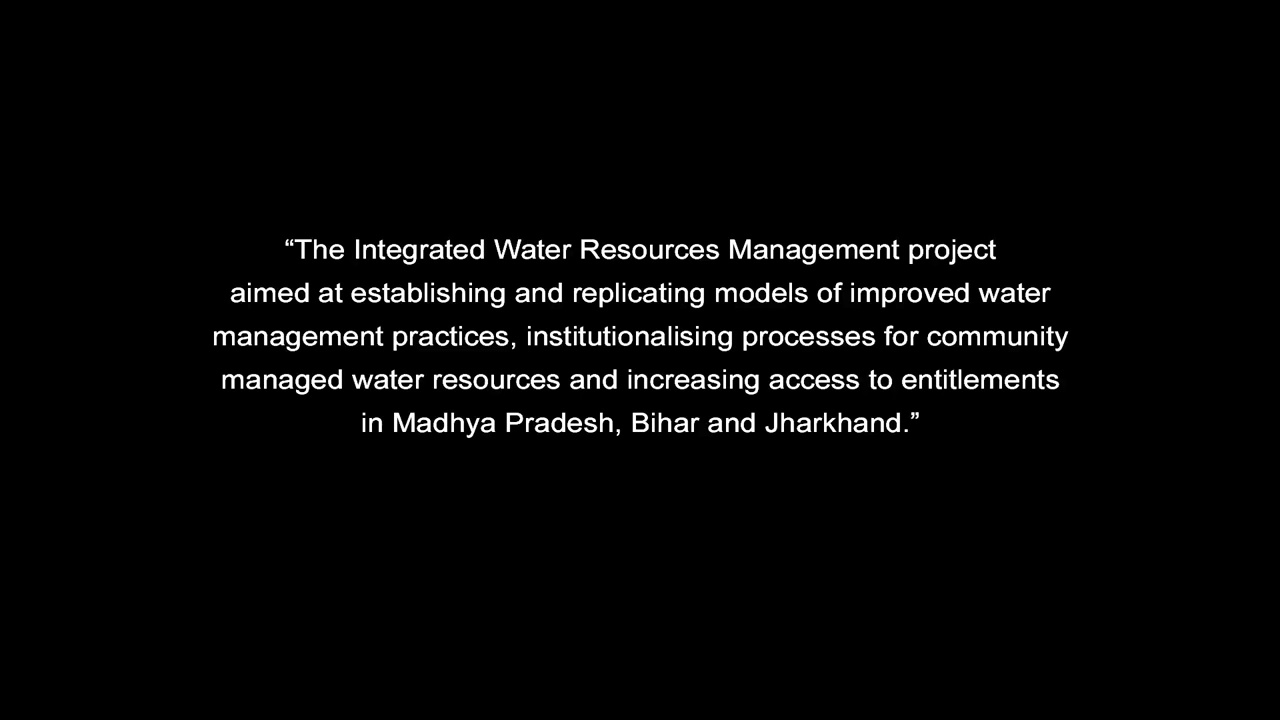 “The Integrated Water Resources Management project
aimed at establishing and replicating models of improved water
management practices, institutionalising processes for community
managed water resources and increasing access to entitlements
in Madhya Pradesh, Bihar and Jharkhand.”